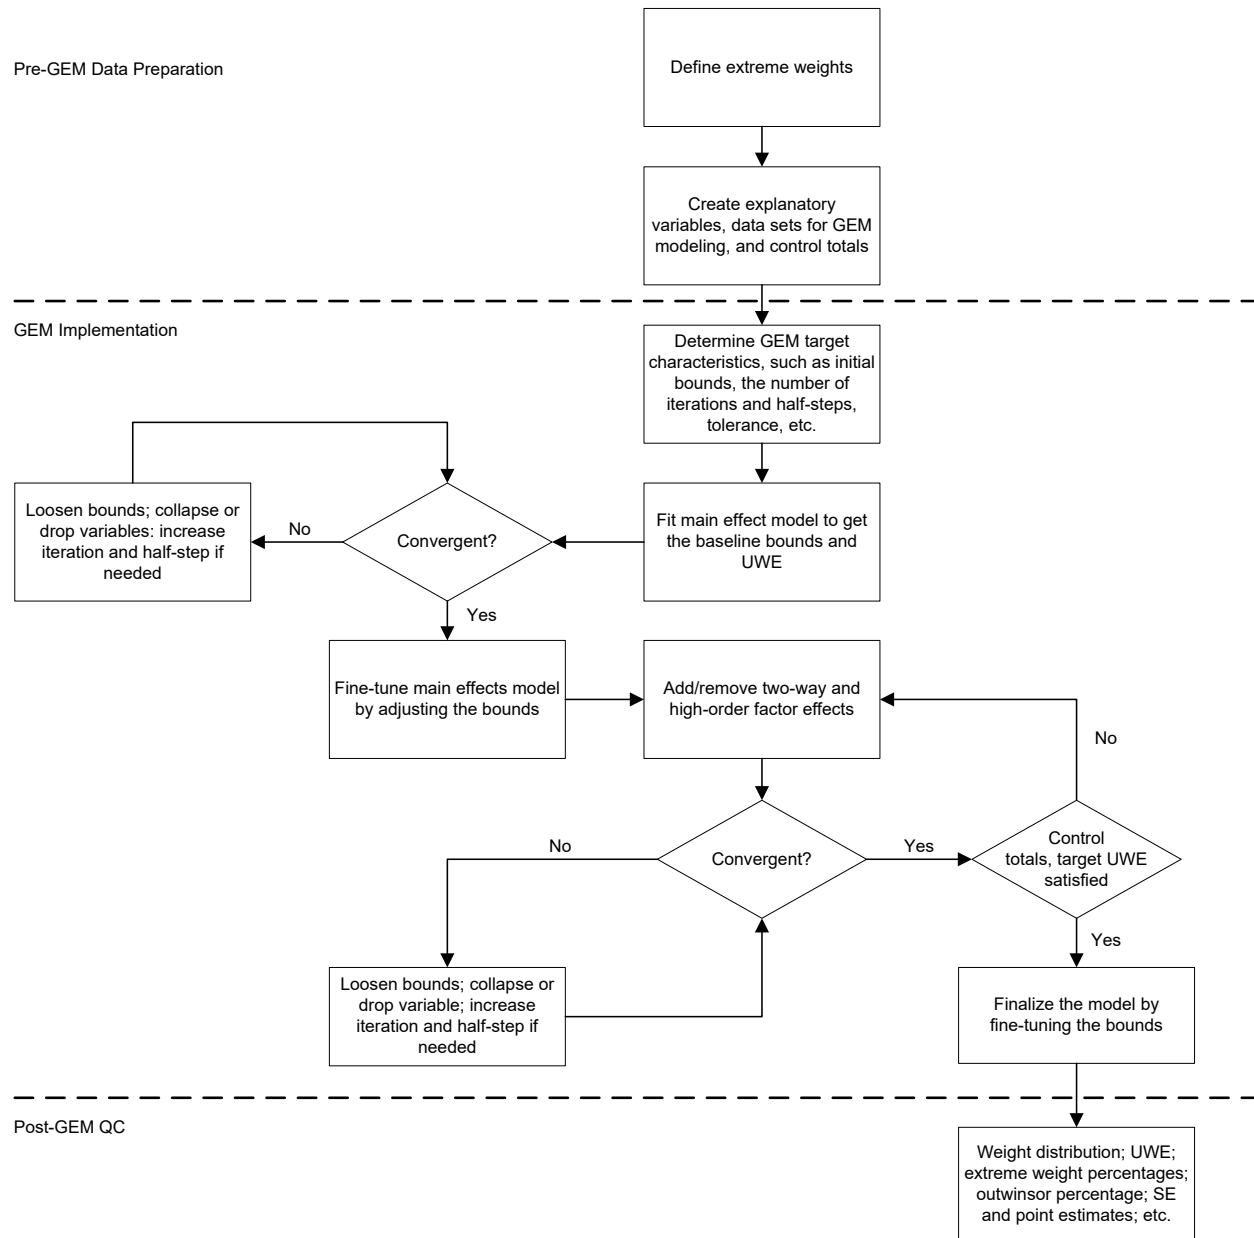 Pre-GEM Data Preparation
Define extreme weights
Create explanatory
variables, data sets for GEM
modeling, and control totals
GEM Implementation
Determine GEM target
characteristics, such as initial
bounds, the number of
iterations and half-steps,
tolerance, etc.
Loosen bounds; collapse or
drop variables: increase
iteration and half-step if
needed
No
Convergent?
Fit main effect model to get
the baseline bounds and
UWE
Yes
Fine-tune main effects model
by adjusting the bounds
Add/remove two-way and
high-order factor effects
No
No
Convergent?
Yes
Control
totals, target UWE
satisfied
Yes
Loosen bounds; collapse or
drop variable; increase
iteration and half-step if
needed
Finalize the model by
fine-tuning the bounds
Post-GEM QC
Weight distribution; UWE;
extreme weight percentages;
outwinsor percentage; SE
and point estimates; etc.